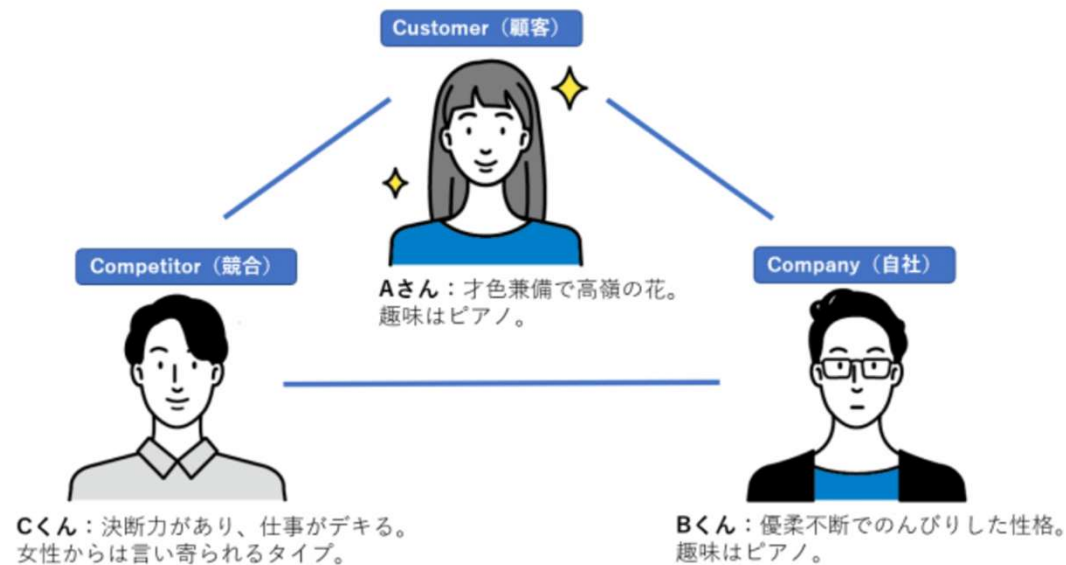 Customer（顧客）
Competitor（競合）
Company（自社）
Aさん：才色兼備で高嶺の花。
趣味はピアノ。
Cくん：決断力があり、仕事がデキる。
女性からは言い寄られるタイプ。
Bくん：優柔不断でのんびりした性格。
趣味はピアノ。